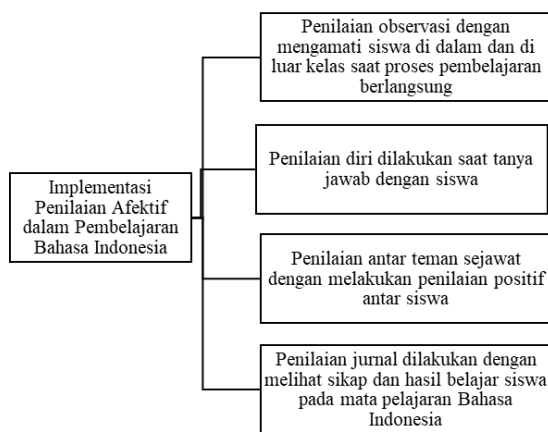 Implementasi
Penilaian Afektif
dalam Pembelajaran
Bahasa Indonesia
Penilaian observasi dengan
mengamati siswa di dalam dan di
luar kelas saat proses pembelajaran
berlangsung
Penilaian diri dilakukan saat tanya
jawab dengan siswa
Penilaian antar teman sejawat
dengan melakukan penilaian positif
antar siswa
Penilaian jurnal dilakukan dengan
melihat sikap dan hasil belajar siswa
pada mata pelajaran Bahasa
Indonesia